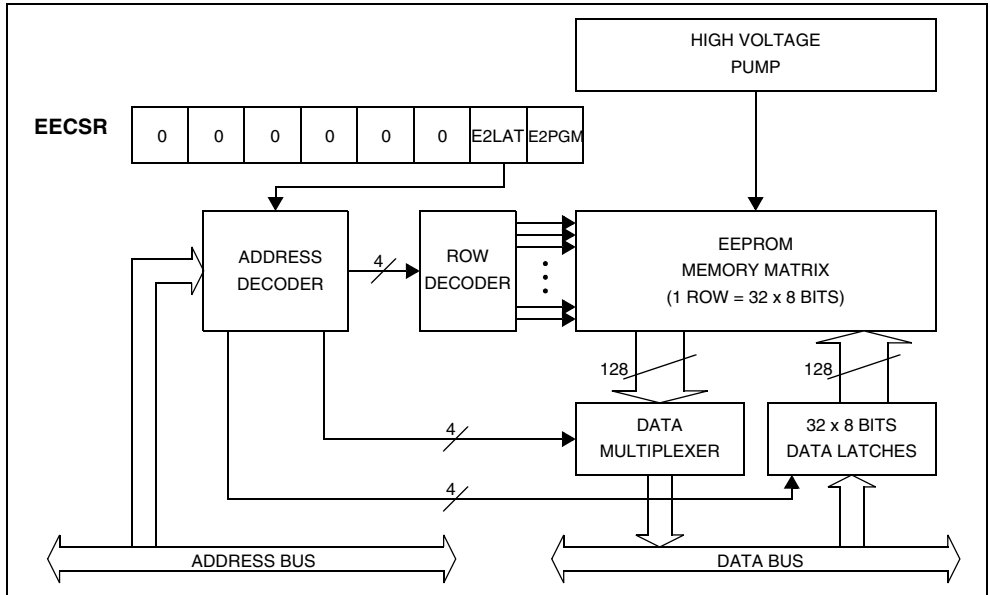 HIGH VOLTAGE
PUMP
EECSR
0 0 0 0 0 0 E2LAT E2PGM
ADDRESS
DECODER
4
ROW
DECODER
EEPROM
MEMORY MATRIX
(1 ROW = 32 x 8 BITS)
128
128
4
DATA
MULTIPLEXER
32 x 8 BITS
DATA LATCHES
4
ADDRESS BUS
DATA BUS